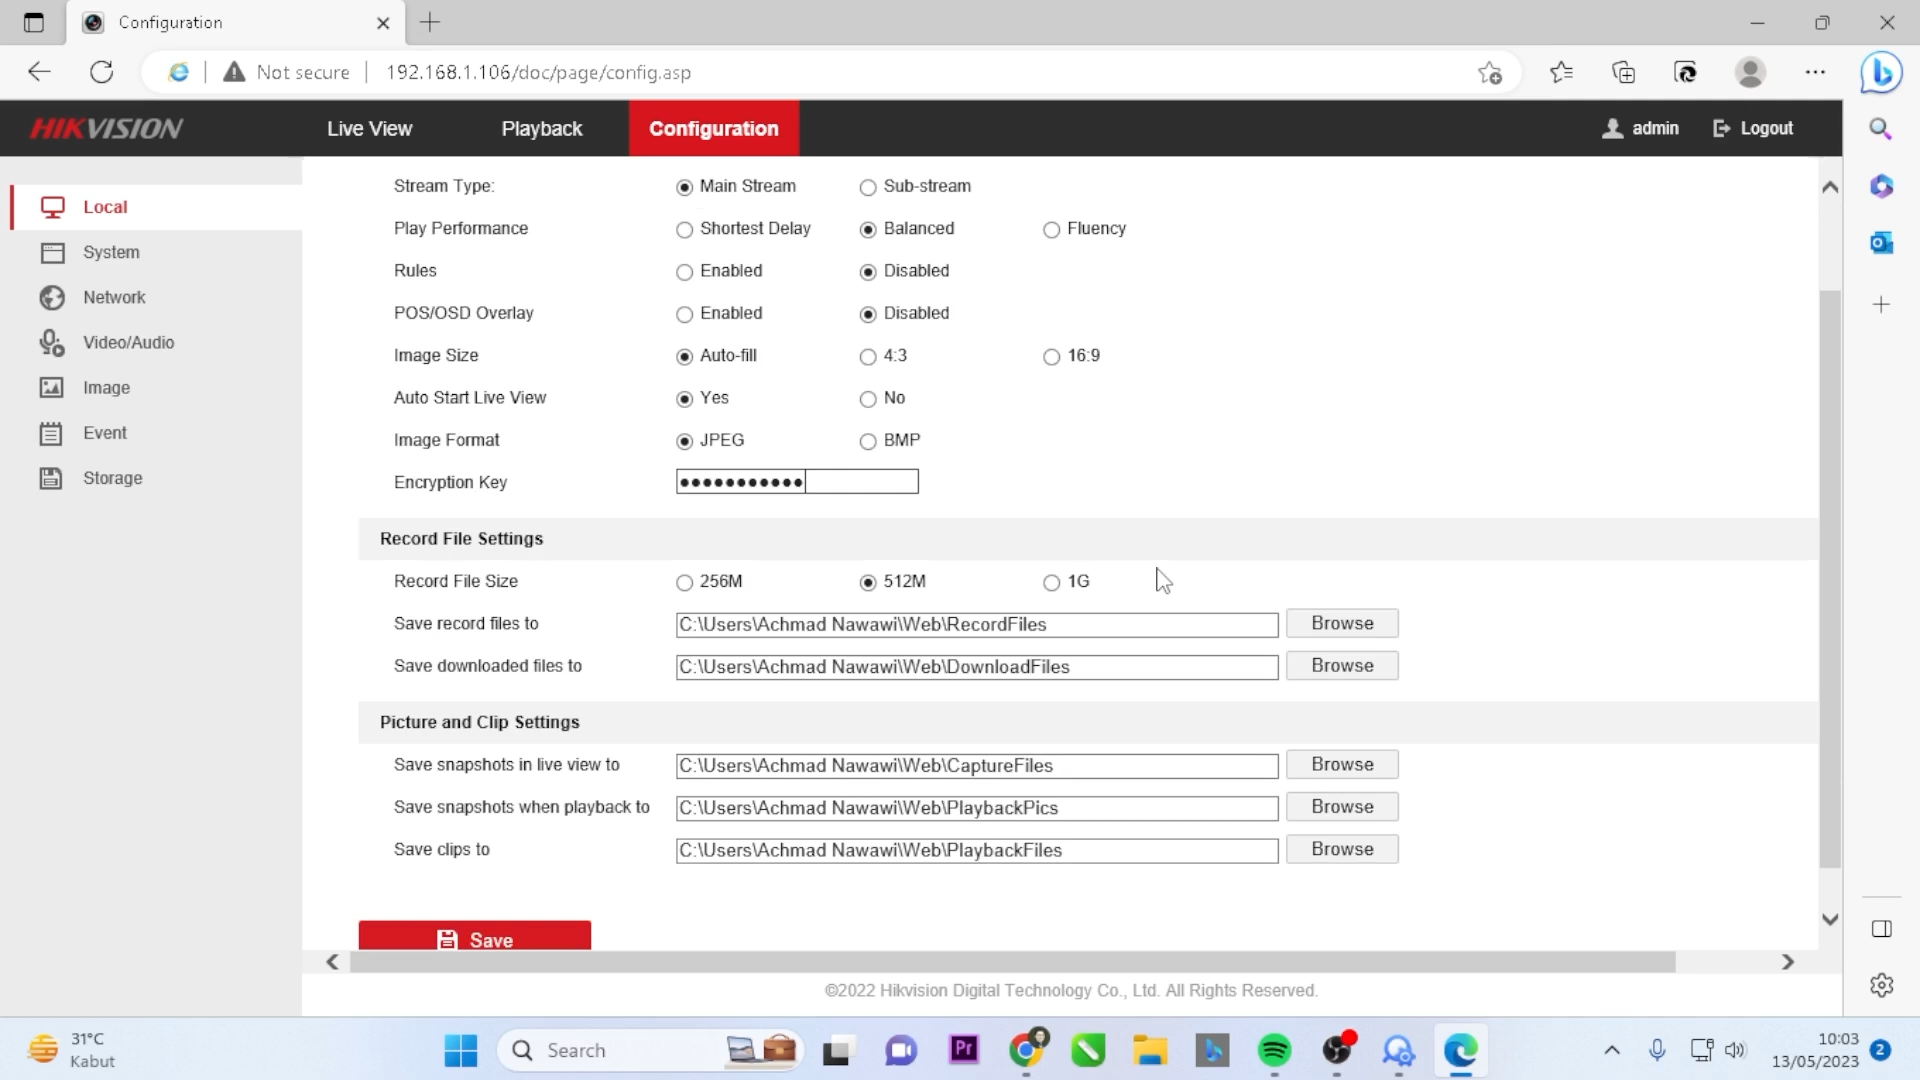 Configuration
Not secure
192.168.1.106/doc/page/config.asp
HIKVISION
Live View
Playback
Configuration
admin
Logout
Local
System
Network
Video/Audio
Image
Event
Storage
Stream Type: Main Stream Sub-stream
Play Performance Shortest Delay Balanced Fluency
Rules Enabled Disabled
POS/OSD Overlay Enabled Disabled
Image Size Auto-fill 4:3 16:9
Auto Start Live View Yes No
Image Format JPEG BMP
Encryption Key •••••••••••
Record File Settings
Record File Size 256M 512M 1G
Save record files to C:\Users\Achmad Nawawi\Web\RecordFiles Browse
Save downloaded files to C:\Users\Achmad Nawawi\Web\DownloadFiles Browse
Picture and Clip Settings
Save snapshots in live view to C:\Users\Achmad Nawawi\Web\CaptureFiles Browse
Save snapshots when playback to C:\Users\Achmad Nawawi\Web\PlaybackPics Browse
Save clips to C:\Users\Achmad Nawawi\Web\PlaybackFiles Browse
Save
©2022 Hikvision Digital Technology Co., Ltd. All Rights Reserved.
31°C
Kabut
Search
Pr
10:03
13/05/2023
2